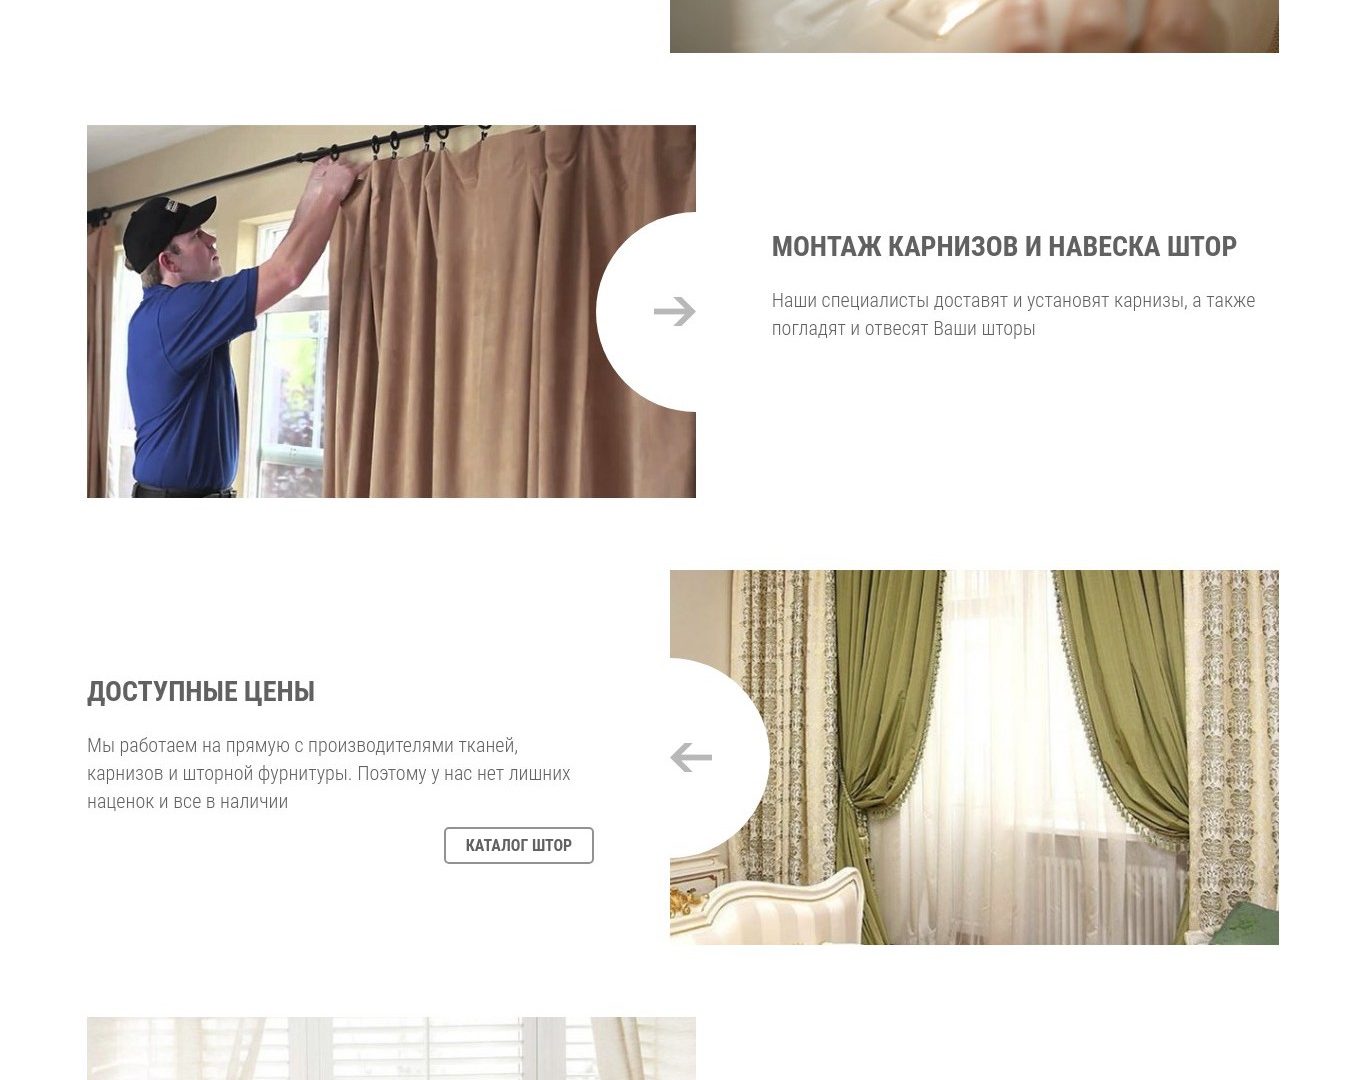 МОНТАЖ КАРНИЗОВ И НАВЕСКА ШТОР
Наши специалисты доставят и установят карнизы, а также
погладят и отвесят Ваши шторы
ДОСТУПНЫЕ ЦЕНЫ
Мы работаем на прямую с производителями тканей,
карнизов и шторной фурнитуры. Поэтому у нас нет лишних
наценок и все в наличии
КАТАЛОГ ШТОР